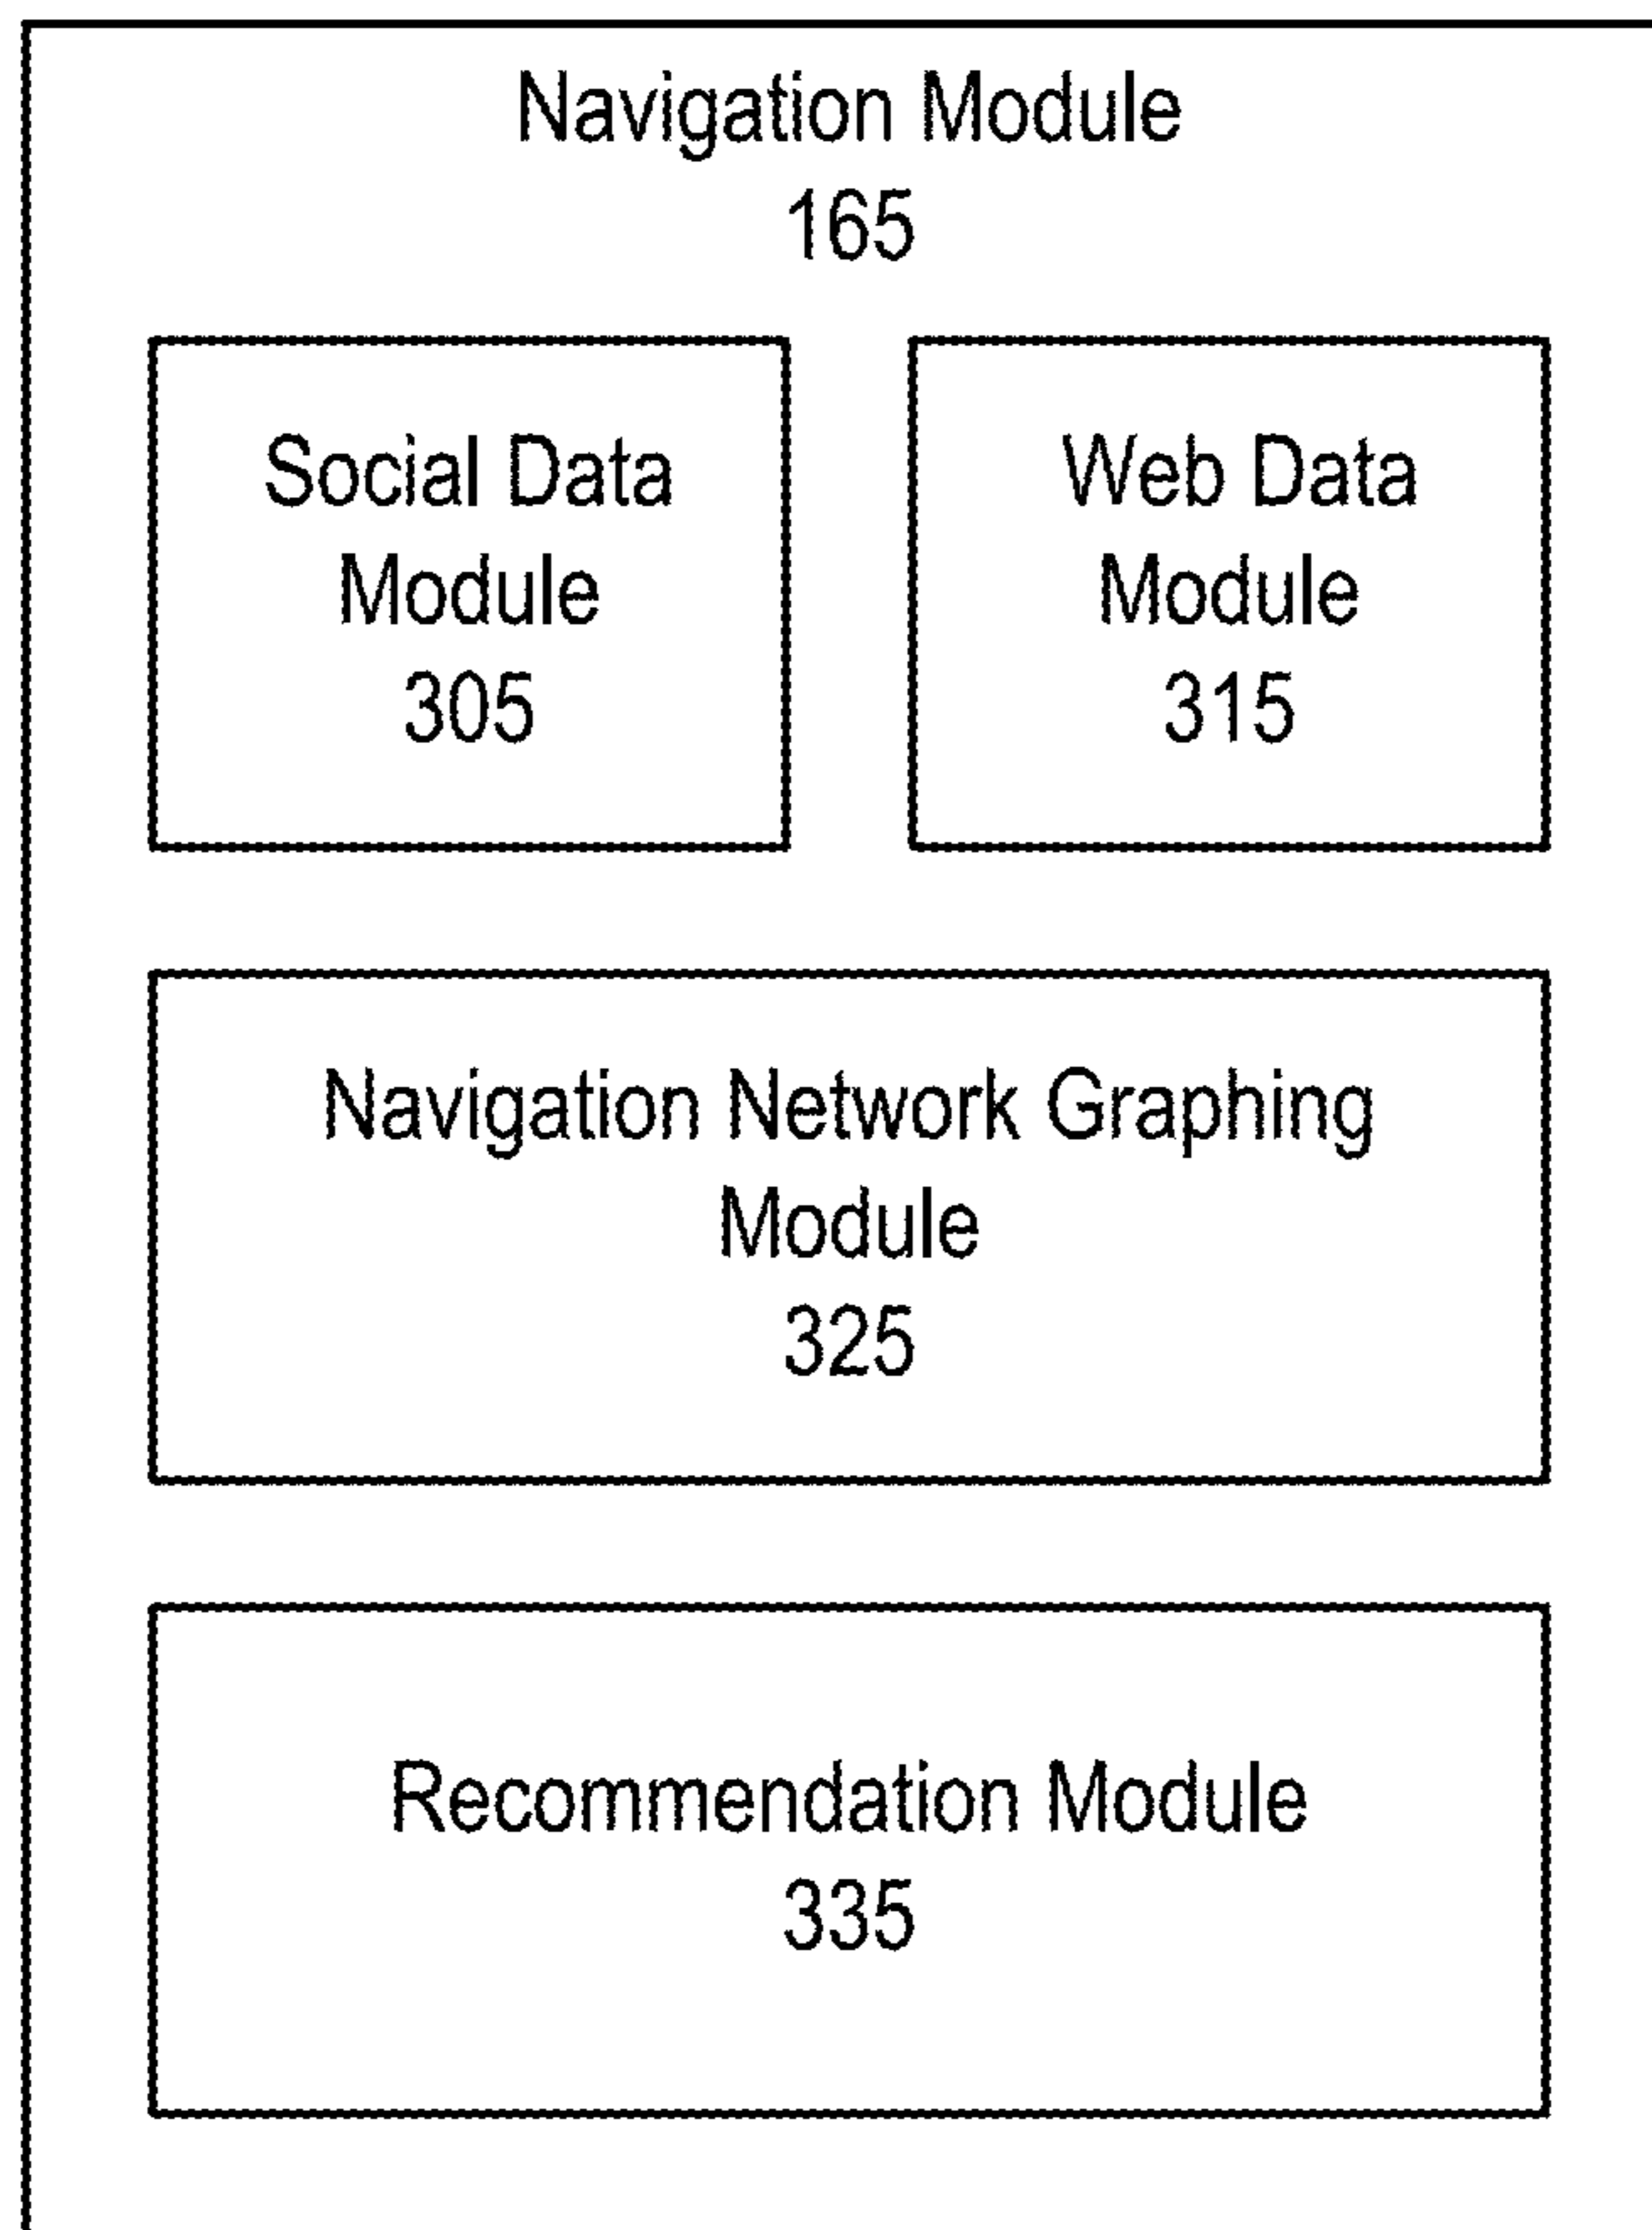 Navigation Module
165
Social Data
Module
305
Web Data
Module
315
Navigation Network Graphing
Module
325
Recommendation Module
335